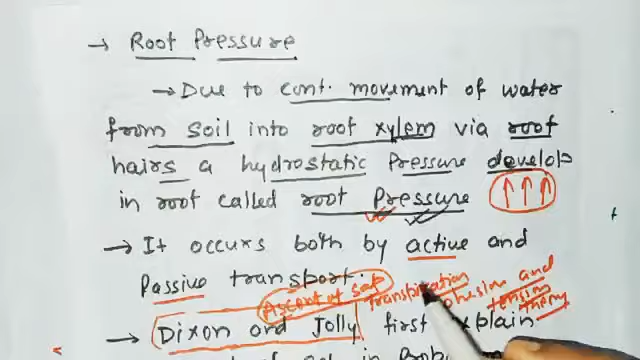 → Root Pressure
→ Due to cont. movement of water
from soil into root xylem via root
hairs a hydrostatic Pressure develop
in root called root Pressure ↑↑↑
→ It occurs both by active and
Passive transport.
Ascent of sap Transpiration cohesion and
tension
theory
→ Dixon and Jolly first explain